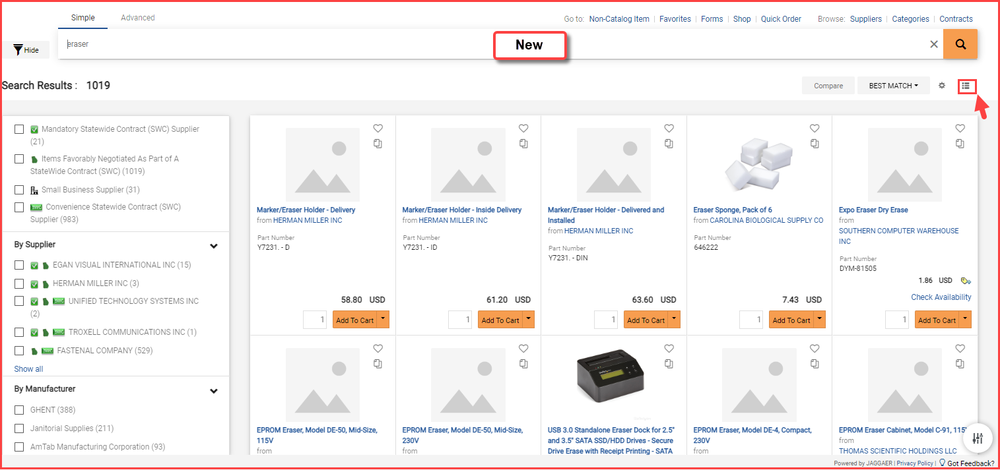 Simple
Advanced
Go to: Non-Catalog Item | Favorites | Forms | Shop | Quick Order Browse: Suppliers | Categories | Contracts
Hide
eraser
New
Search Results : 1019
Compare
BEST MATCH
Mandatory Statewide Contract (SWC) Supplier
(21)
Items Favorably Negotiated As Part of A
StateWide Contract (SWC) (1019)
Small Business Supplier (31)
SWC Convenience Statewide Contract (SWC)
Supplier (983)
By Supplier
EGAN VISUAL INTERNATIONAL INC (15)
HERMAN MILLER INC (3)
SWC UNIFIED TECHNOLOGY SYSTEMS INC
(2)
SWC TROXELL COMMUNICATIONS INC (1)
SWC FASTENAL COMPANY (529)
Show all
By Manufacturer
GHENT (388)
Janitorial Supplies (211)
AmTab Manufacturing Corporation (93)
Marker/Eraser Holder - Delivery
from HERMAN MILLER INC
Part Number
Y7231. - D
58.80 USD
1
Add To Cart
Marker/Eraser Holder - Inside Delivery
from HERMAN MILLER INC
Part Number
Y7231. - ID
61.20 USD
1
Add To Cart
Marker/Eraser Holder - Delivered and
Installed
from HERMAN MILLER INC
Part Number
Y7231. - DIN
63.60 USD
1
Add To Cart
Eraser Sponge, Pack of 6
from CAROLINA BIOLOGICAL SUPPLY CO
Part Number
646222
7.43 USD
1
Add To Cart
Expo Eraser Dry Erase
from
SOUTHERN COMPUTER WAREHOUSE
INC
Part Number
DYM-81505
1.86 USD
Check Availability
1
Add To Cart
EPROM Eraser, Model DE-50, Mid-Size,
115V
from
EPROM Eraser, Model DE-50, Mid-Size,
230V
from
USB 3.0 Standalone Eraser Dock for 2.5"
and 3.5" SATA SSD/HDD Drives - Secure
Drive Erase with Receipt Printing - SATA
EPROM Eraser, Model DE-4, Compact,
230V
from
EPROM Eraser Cabinet, Model C-91, 115V
from
THOMAS SCIENTIFIC HOLDINGS LLC
Powered by JAGGAER | Privacy Policy | Got Feedback?